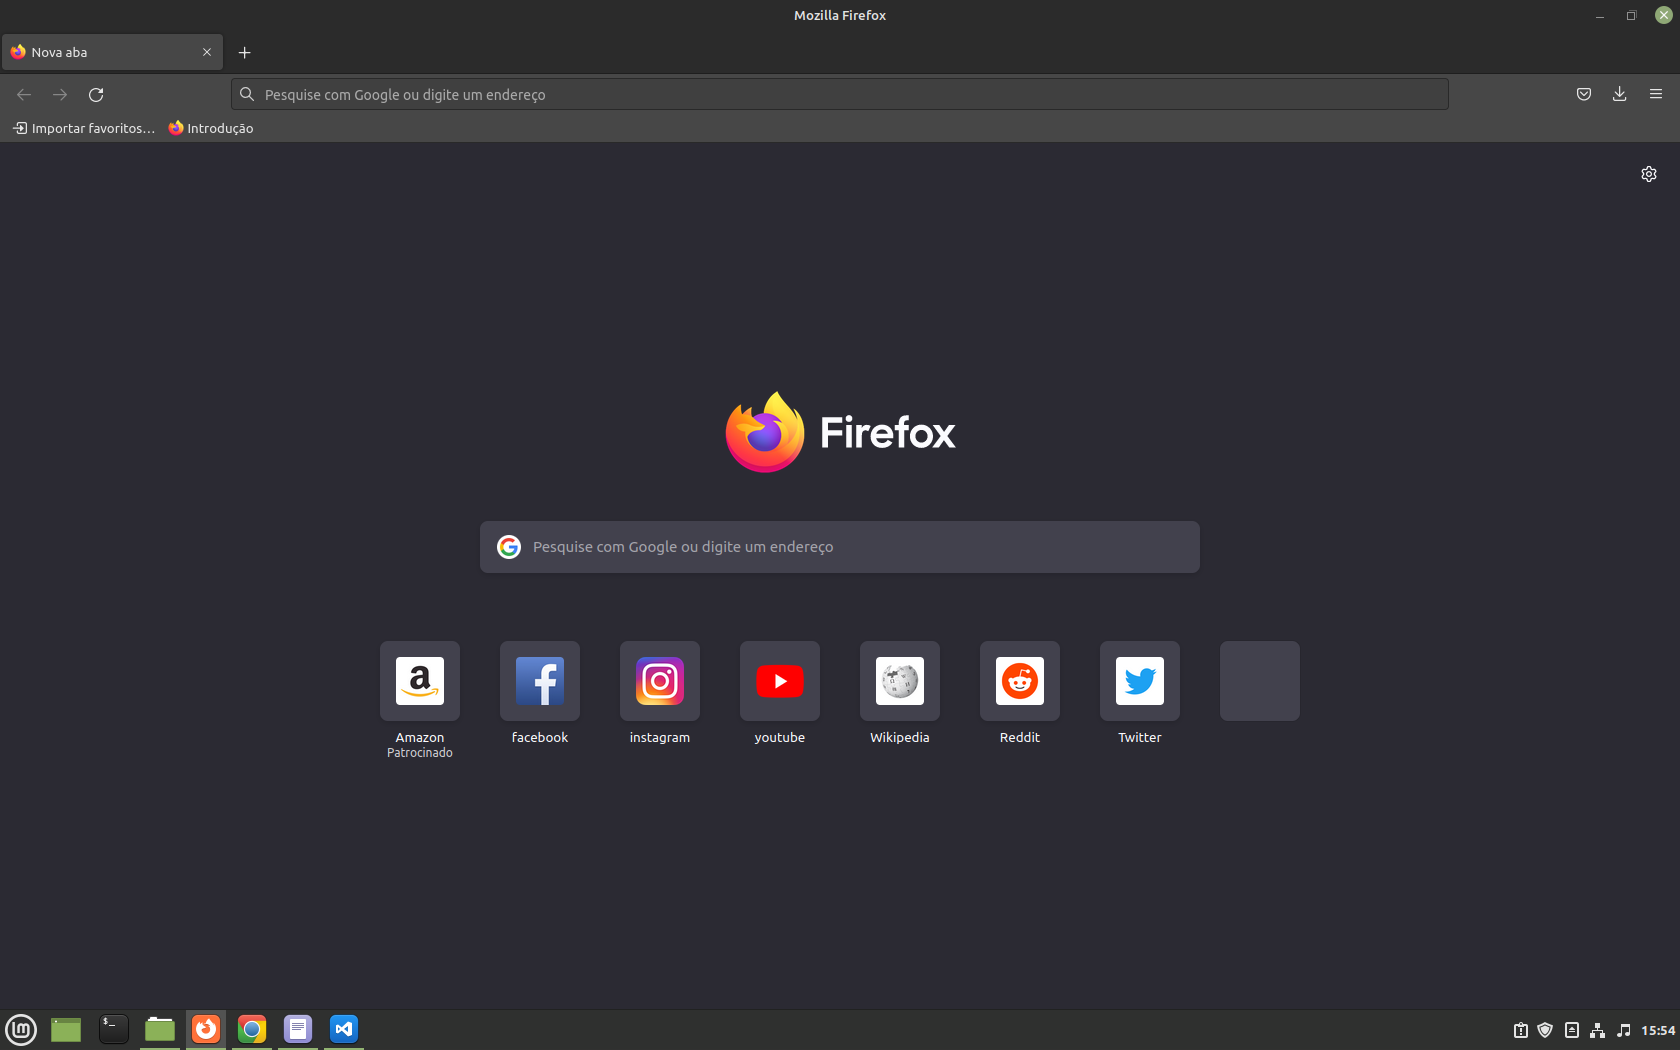 Mozilla Firefox
Nova aba
Pesquise com Google ou digite um endereço
Importar favoritos… Introdução
Firefox
Pesquise com Google ou digite um endereço
Amazon facebook instagram youtube Wikipedia Reddit Twitter
Patrocinado
15:54